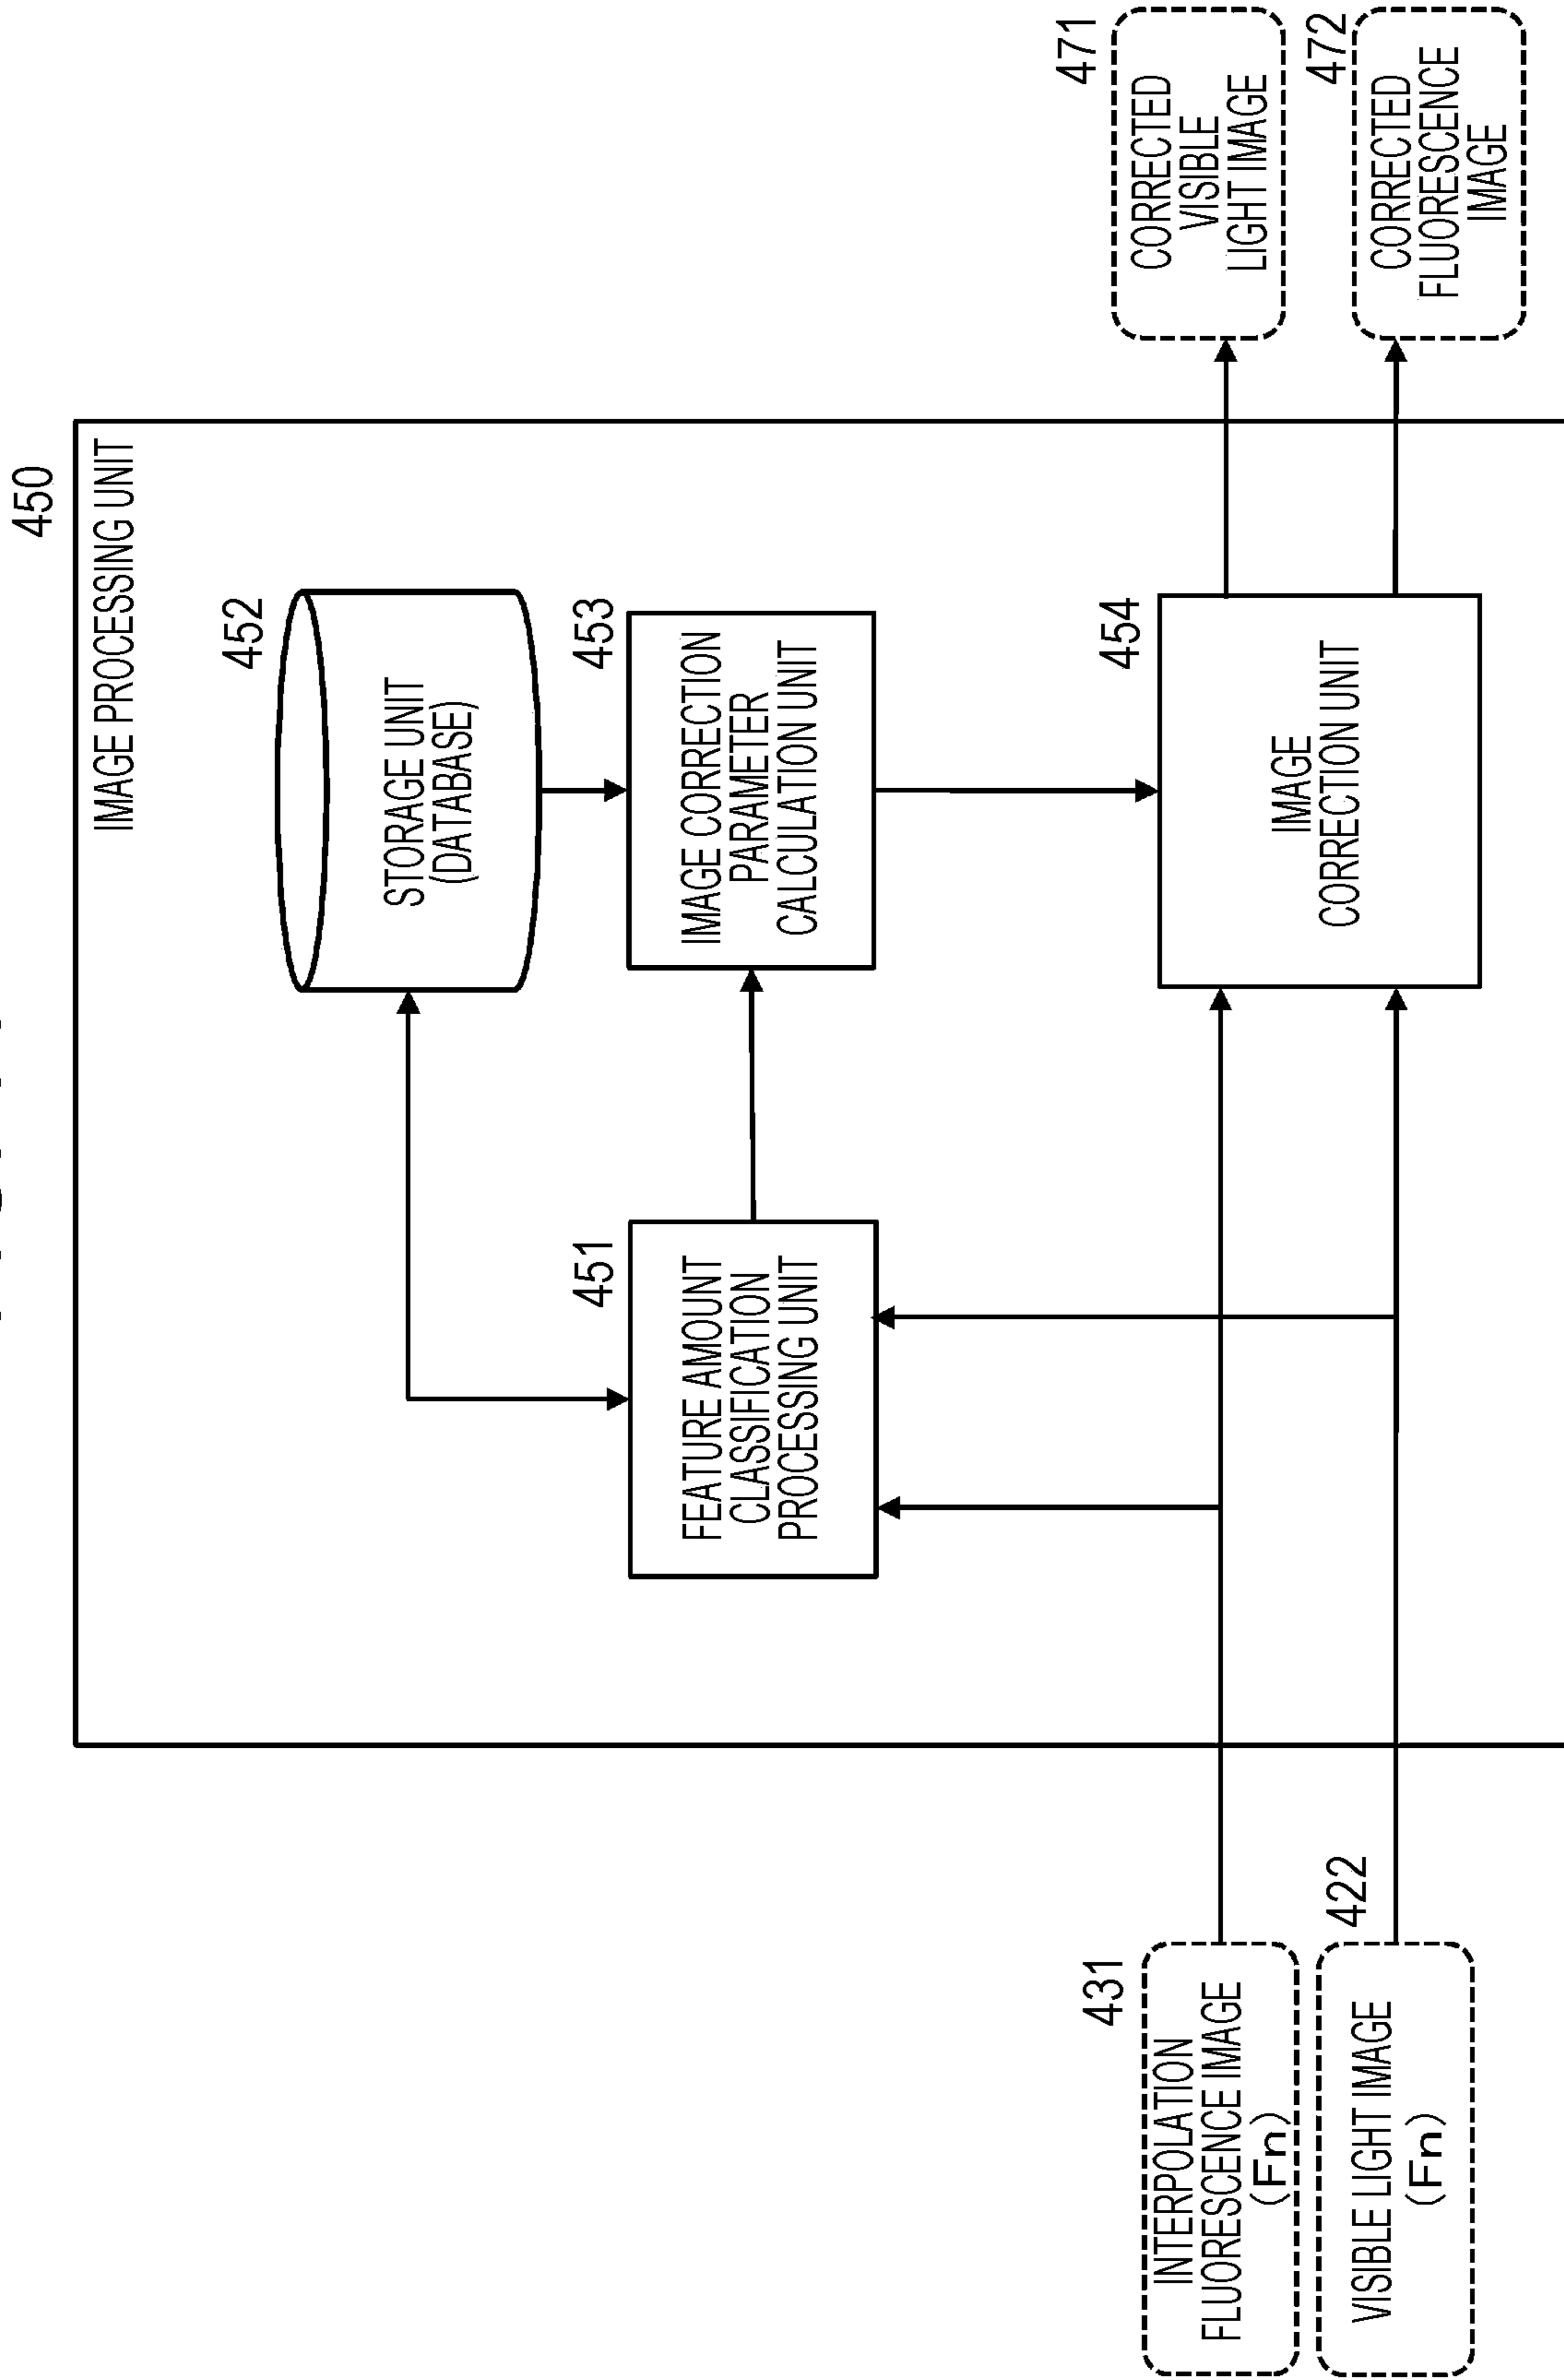 450
IMAGE PROCESSING UNIT
452
STORAGE UNIT
(DATABASE)
451
FEATURE AMOUNT
CLASSIFICATION
PROCESSING UNIT
453
IMAGE CORRECTION
PARAMETER
CALCULATION UNIT
431
INTERPOLATION
FLUORESCENCE IMAGE
(Fn)
422
VISIBLE LIGHT IMAGE
(Fn)
454
IMAGE
CORRECTION UNIT
471
CORRECTED
VISIBLE
LIGHT IMAGE
472
CORRECTED
FLUORESCENCE
IMAGE